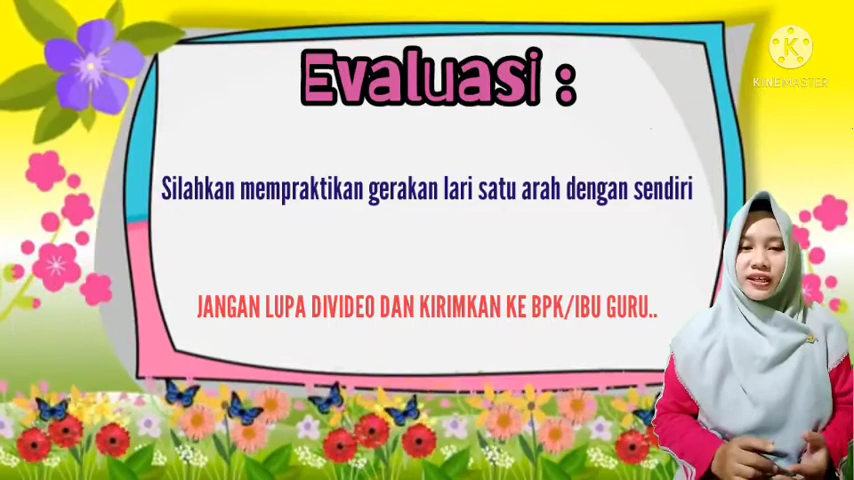 Evaluasi :
KINEMASTER
Silahkan mempraktikan gerakan lari satu arah dengan sendiri
JANGAN LUPA DIVIDEO DAN KIRIMKAN KE BPK/IBU GURU..